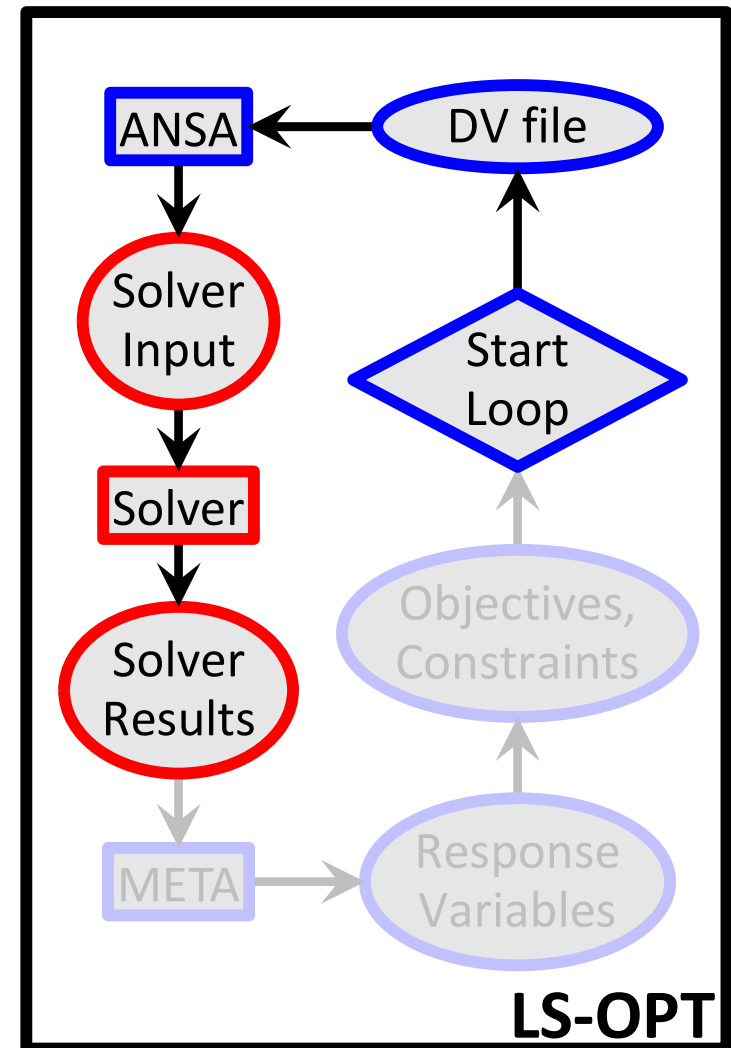 ANSA
DV file
Solver
Input
Start
Loop
Solver
Objectives,
Constraints
Solver
Results
META
Response
Variables
LS-OPT